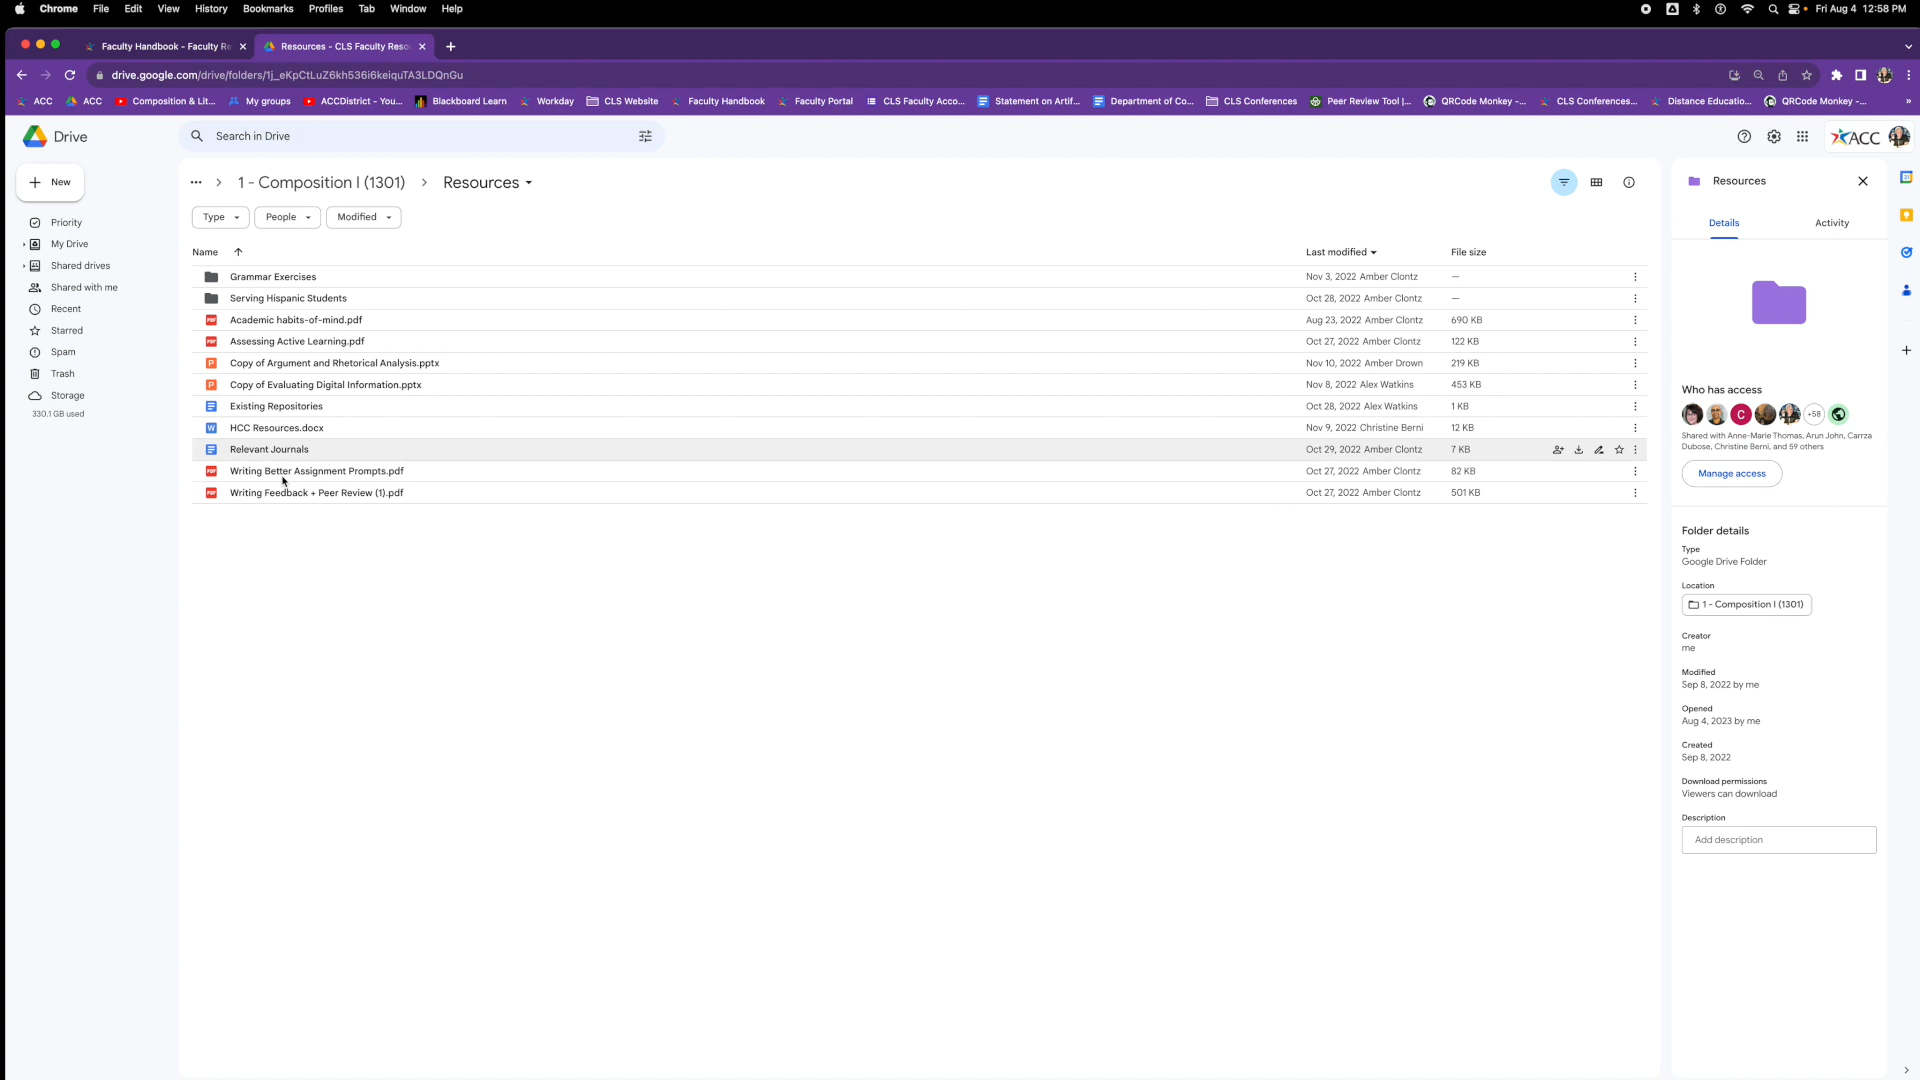 Chrome File Edit View History Bookmarks Profiles Tab Window Help
Fri Aug 4 12:58 PM
Faculty Handbook - Faculty Re
Resources - CLS Faculty Reso
drive.google.com/drive/folders/1j_eKpCtLuZ6kh536i6keiquTA3LDQnGu
ACC ACC Composition & Lit... My groups ACCDistrict - You... Blackboard Learn Workday CLS Website Faculty Handbook Faculty Portal CLS Faculty Acco... Statement on Artif... Department of Co... CLS Conferences Peer Review Tool |... QRCode Monkey -... CLS Conferences... Distance Educatio... QRCode Monkey -... »
Drive
Search in Drive
ACC
New
Priority
My Drive
Shared drives
Shared with me
Recent
Starred
Spam
Trash
Storage
330.1 GB used
1 - Composition I (1301) Resources
Type People Modified
Name Last modified File size
Grammar Exercises Nov 3, 2022 Amber Clontz —
Serving Hispanic Students Oct 28, 2022 Amber Clontz —
PDF Academic habits-of-mind.pdf Aug 23, 2022 Amber Clontz 690 KB
PDF Assessing Active Learning.pdf Oct 27, 2022 Amber Clontz 122 KB
P Copy of Argument and Rhetorical Analysis.pptx Nov 10, 2022 Amber Drown 219 KB
P Copy of Evaluating Digital Information.pptx Nov 8, 2022 Alex Watkins 453 KB
Existing Repositories Oct 28, 2022 Alex Watkins 1 KB
W HCC Resources.docx Nov 9, 2022 Christine Berni 12 KB
Relevant Journals Oct 29, 2022 Amber Clontz 7 KB
PDF Writing Better Assignment Prompts.pdf Oct 27, 2022 Amber Clontz 82 KB
PDF Writing Feedback + Peer Review (1).pdf Oct 27, 2022 Amber Clontz 501 KB
Resources
Details Activity
Who has access
C +58
Shared with Anne-Marie Thomas, Arun John, Carrza
Dubose, Christine Berni, and 59 others
Manage access
Folder details
Type
Google Drive Folder
Location
1 - Composition I (1301)
Creator
me
Modified
Sep 8, 2022 by me
Opened
Aug 4, 2023 by me
Created
Sep 8, 2022
Download permissions
Viewers can download
Description
Add description